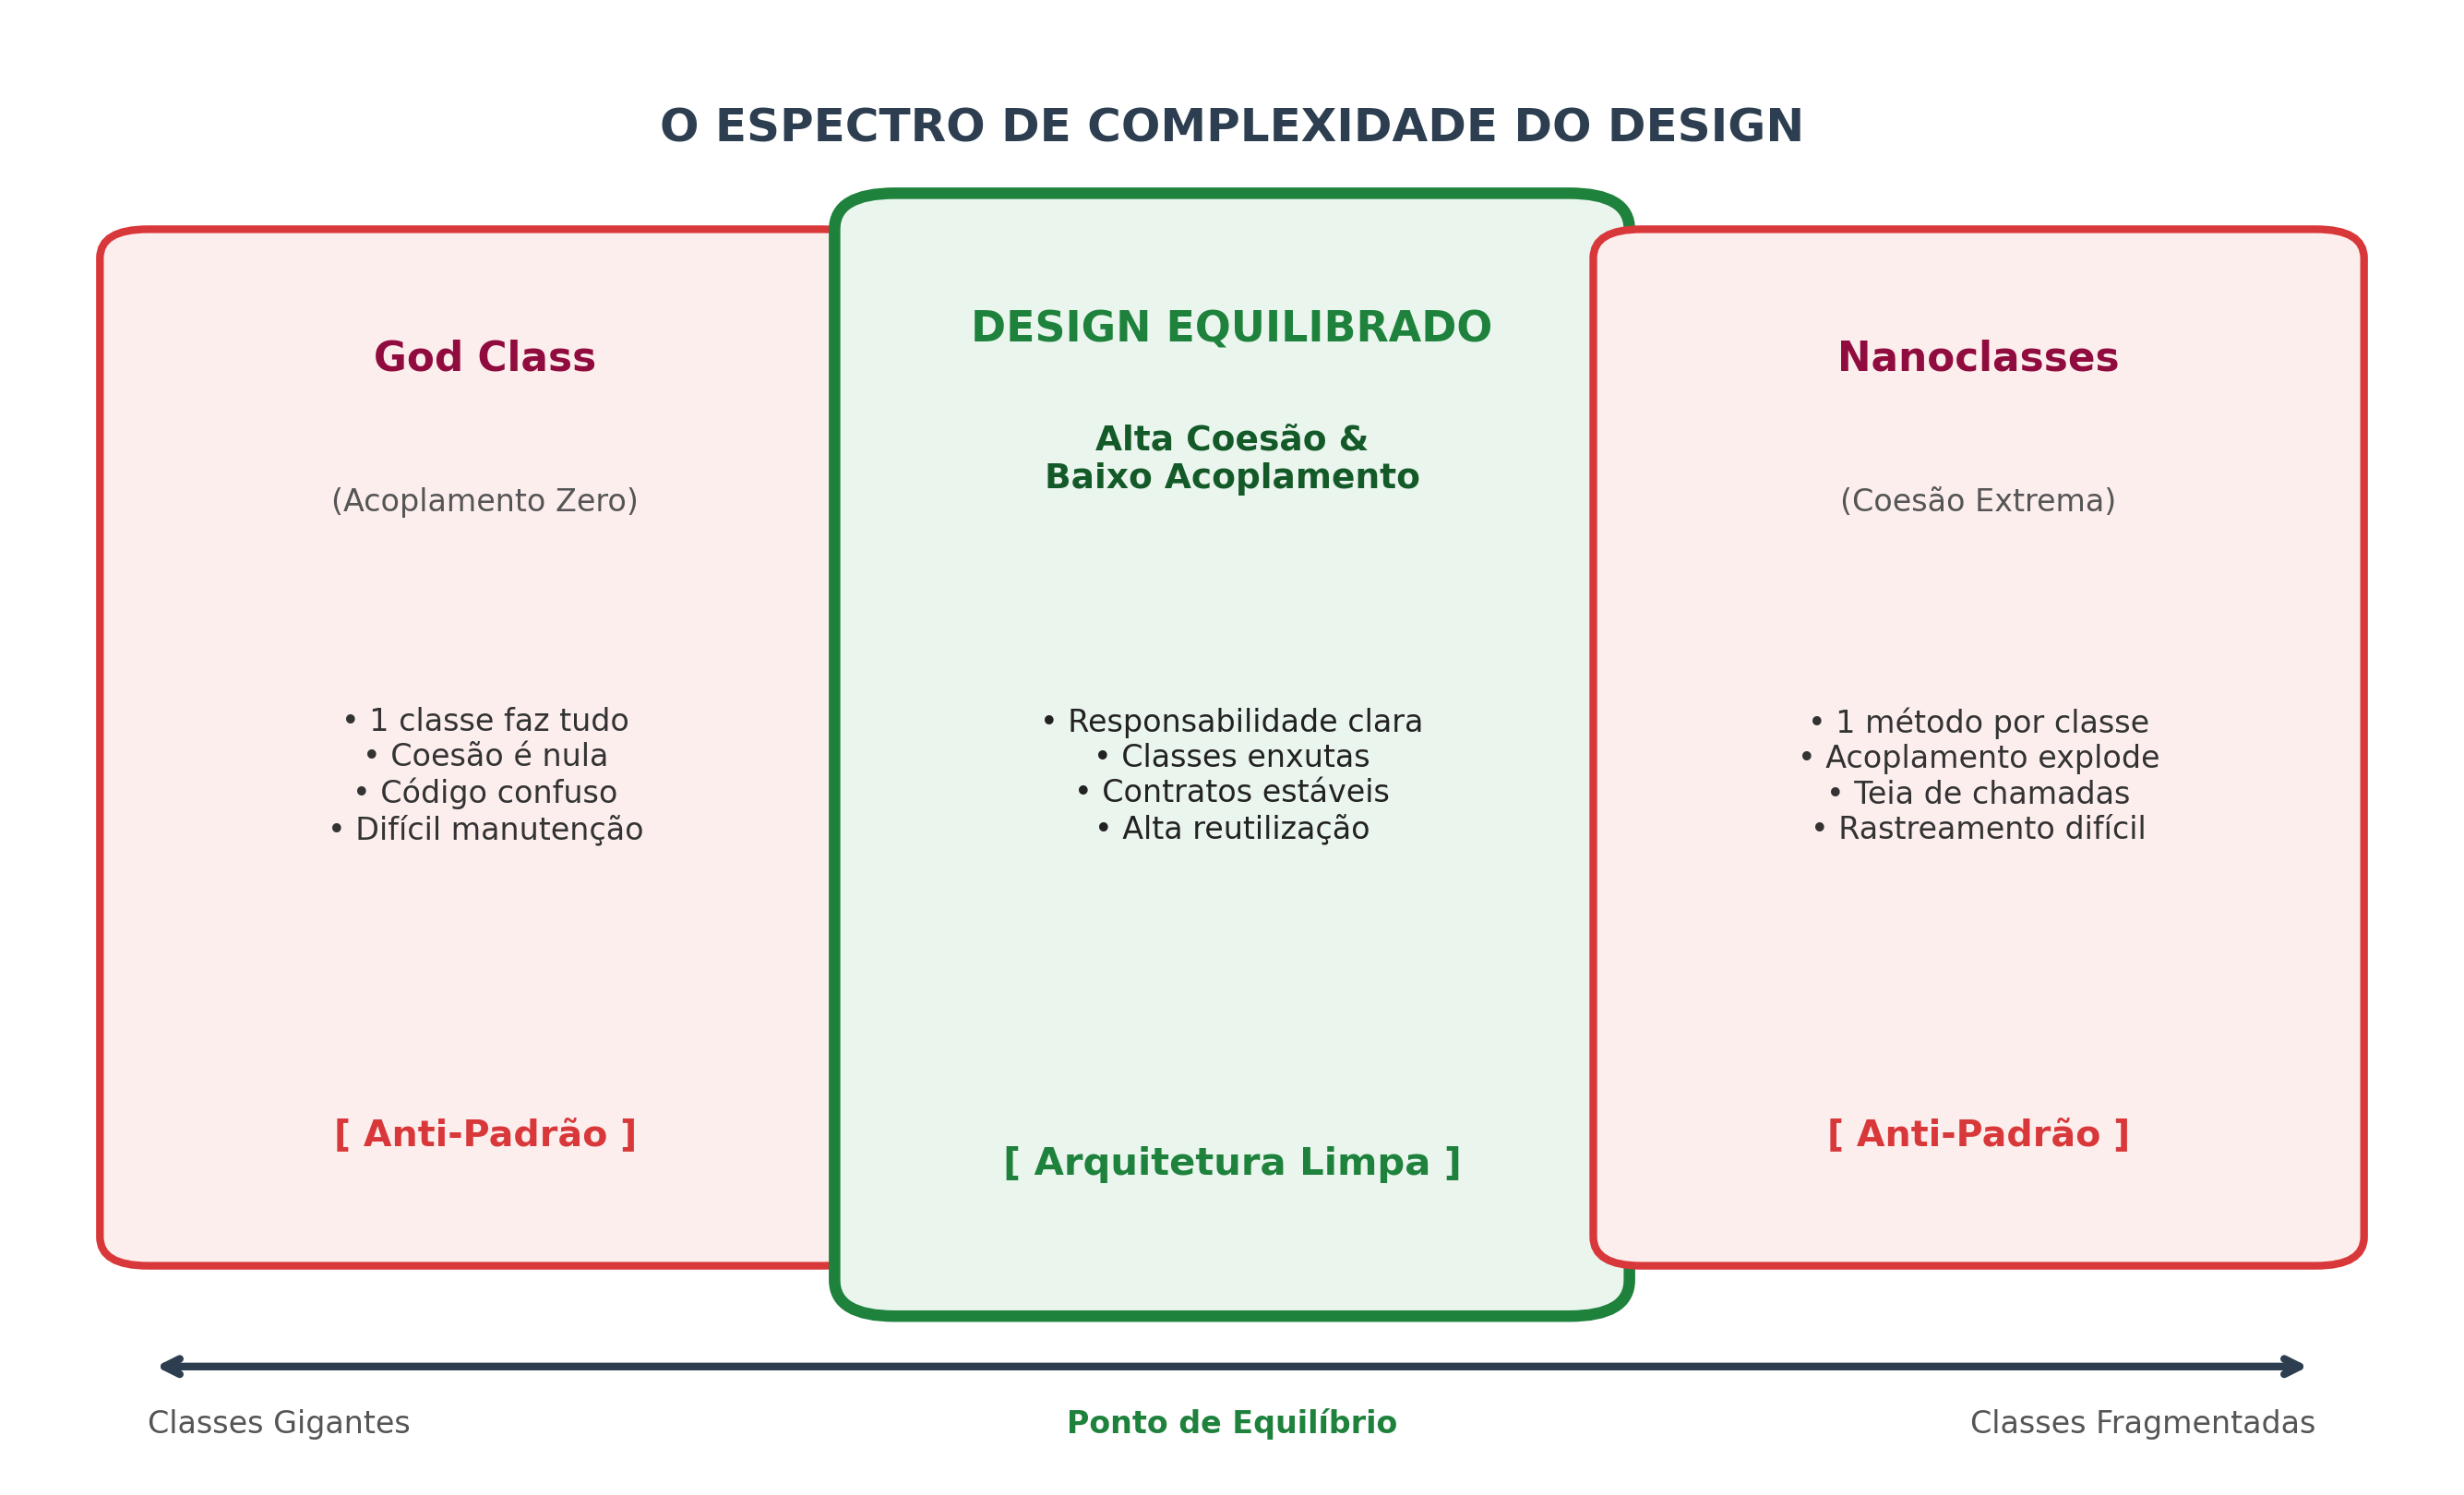 O ESPECTRO DE COMPLEXIDADE DO DESIGN
God Class
(Acoplamento Zero)
• 1 classe faz tudo
• Coesão é nula
• Código confuso
• Difícil manutenção
[ Anti-Padrão ]
DESIGN EQUILIBRADO
Alta Coesão &
Baixo Acoplamento
• Responsabilidade clara
• Classes enxutas
• Contratos estáveis
• Alta reutilização
[ Arquitetura Limpa ]
Nanoclasses
(Coesão Extrema)
• 1 método por classe
• Acoplamento explode
• Teia de chamadas
• Rastreamento difícil
[ Anti-Padrão ]
Classes Gigantes
Ponto de Equilíbrio
Classes Fragmentadas